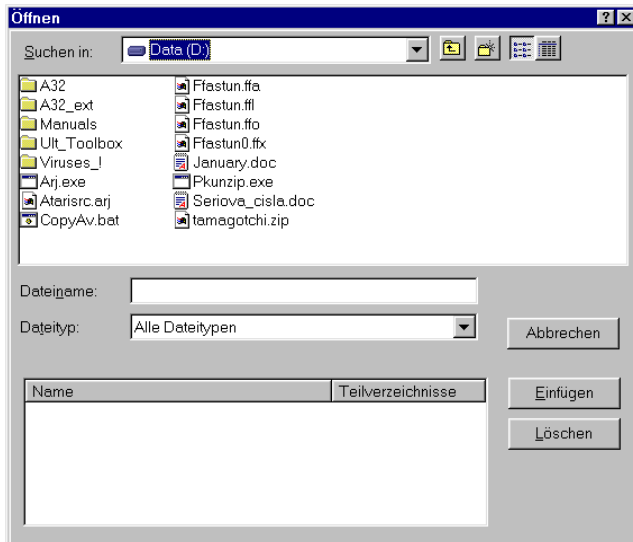 Öffnen
Suchen in: Data (D:)
A32 Ffastun.ffa
A32_ext Ffastun.ffl
Manuals Ffastun.ffo
Ult_Toolbox Ffastun0.ffx
Viruses_! January.doc
Arj.exe Pkunzip.exe
Atarisrc.arj Seriova_cisla.doc
CopyAv.bat tamagotchi.zip
Dateiname:
Dateityp: Alle Dateitypen
Abbrechen
Name Teilverzeichnisse
Einfügen
Löschen